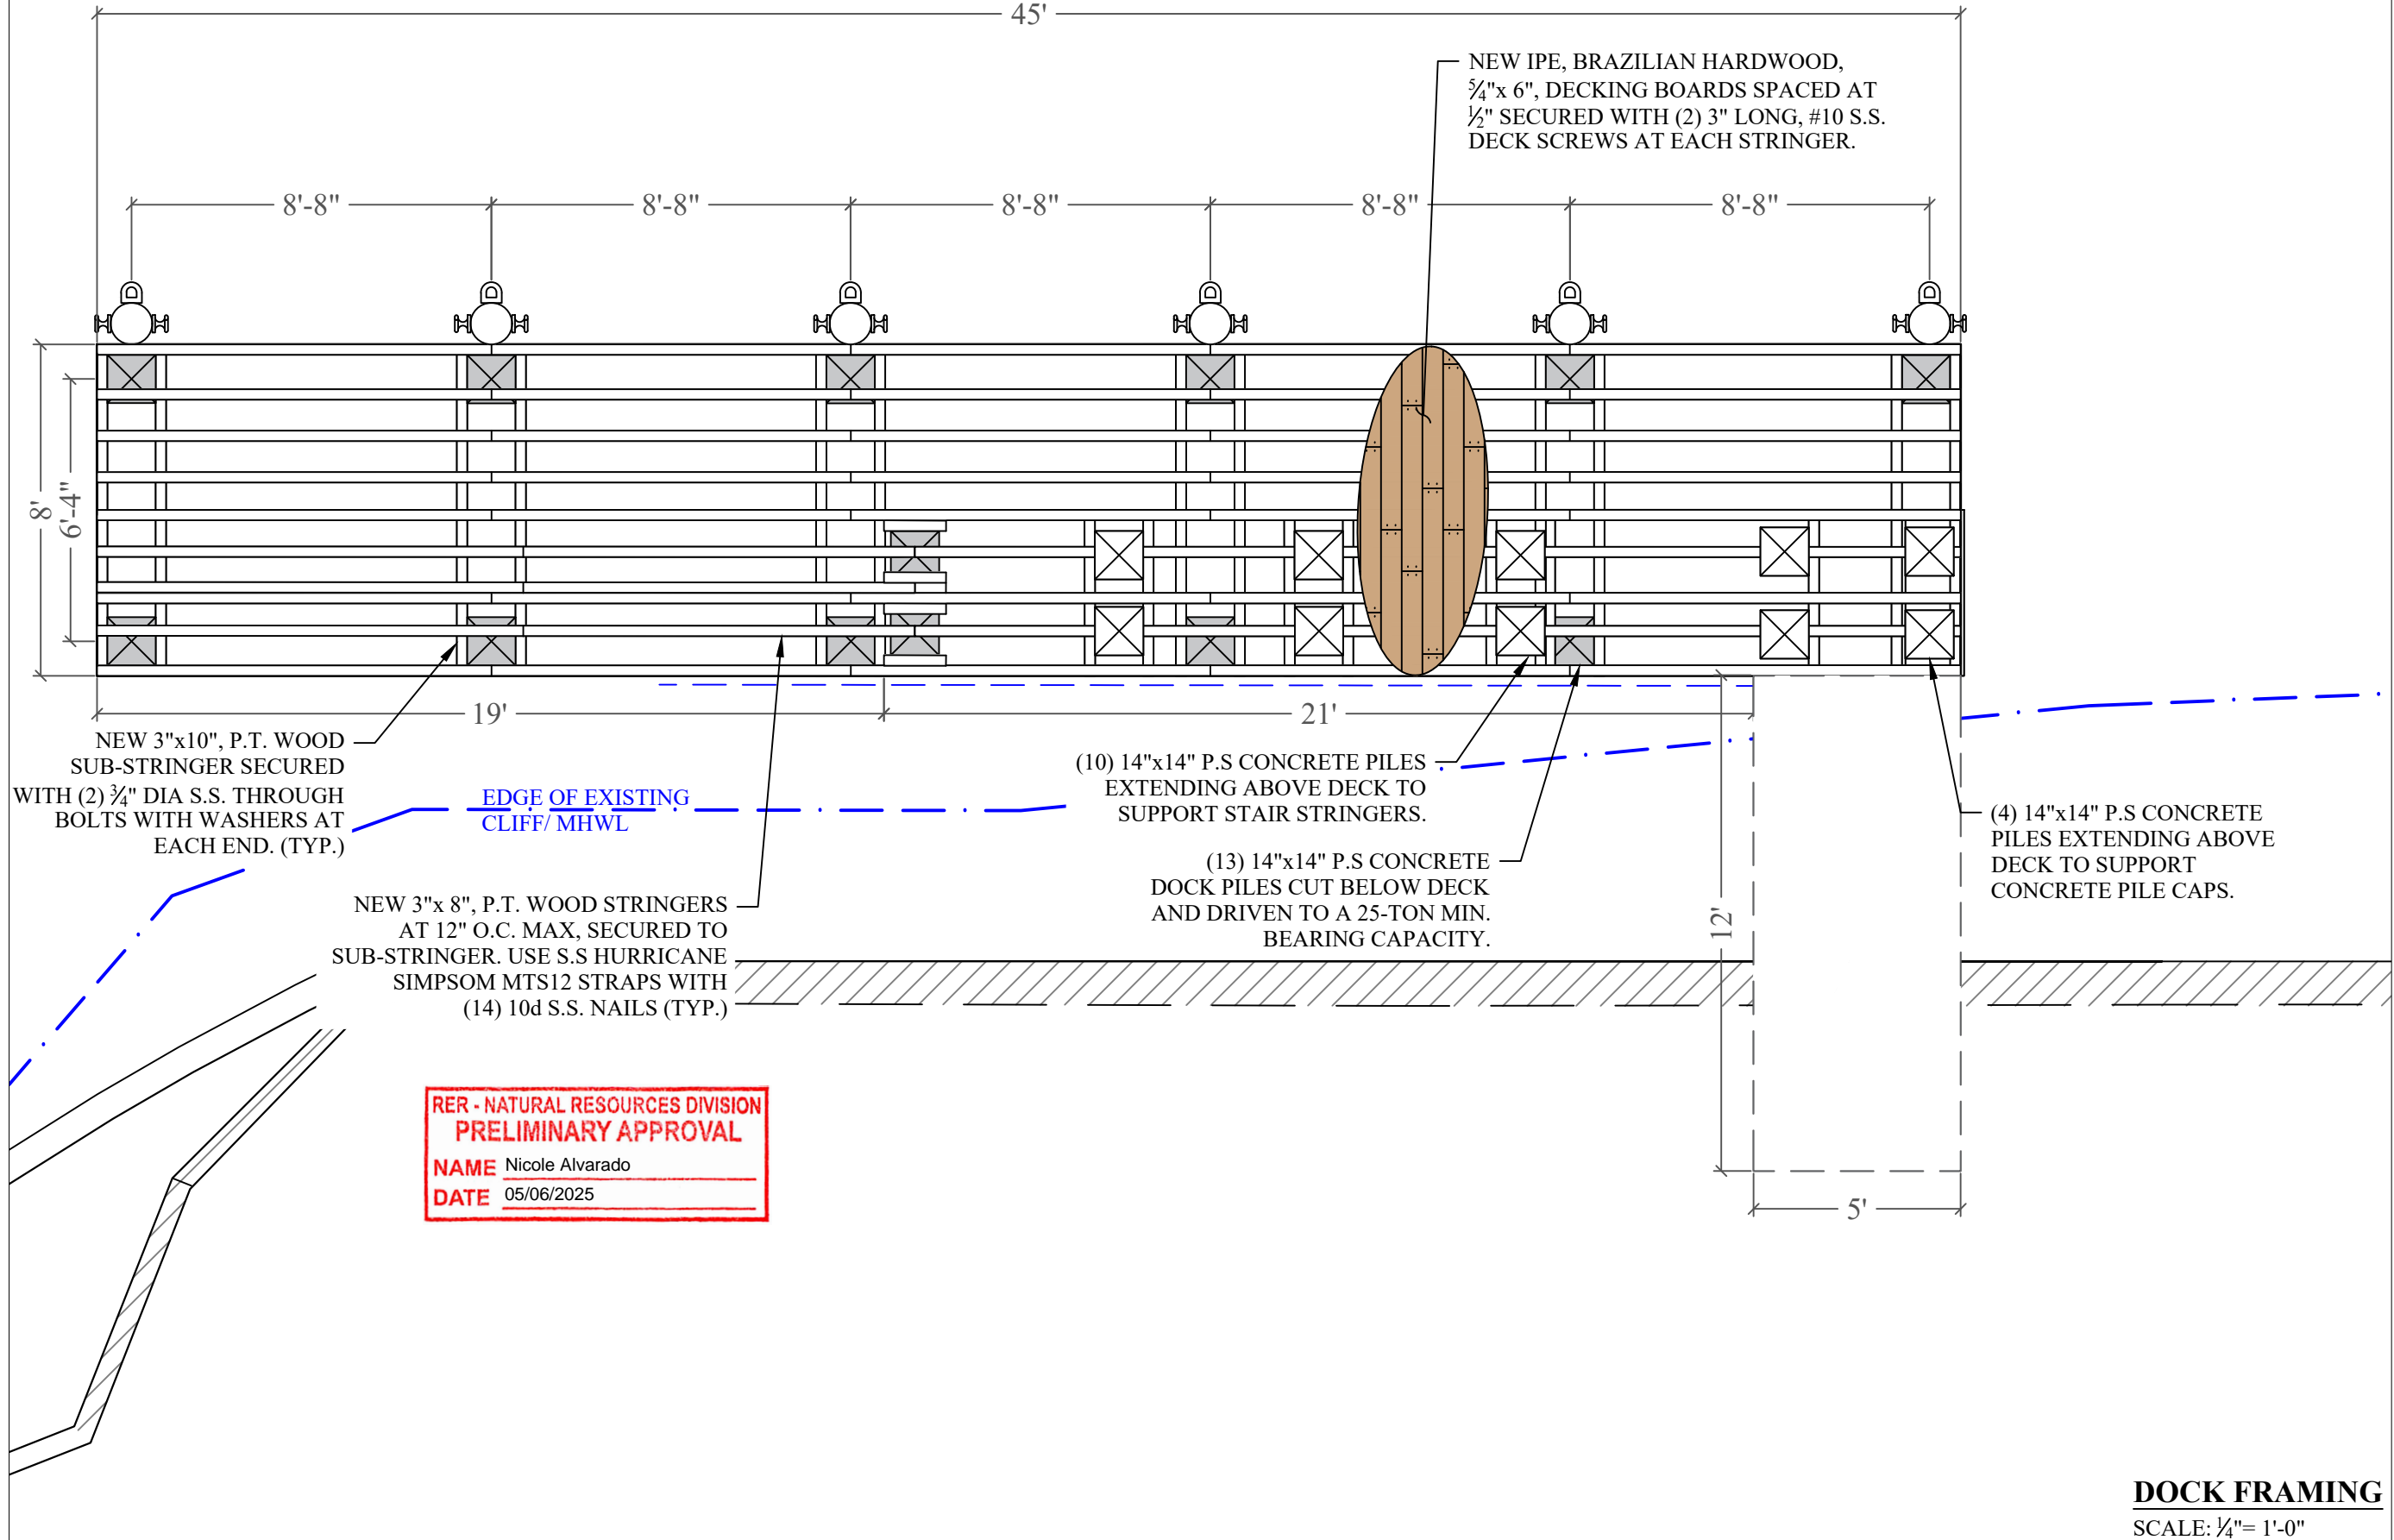 45'
NEW IPE, BRAZILIAN HARDWOOD,
5/4"x 6", DECKING BOARDS SPACED AT
1/2" SECURED WITH (2) 3" LONG, #10 S.S.
DECK SCREWS AT EACH STRINGER.
8'-8"
8'-8"
8'-8"
8'-8"
8'-8"
8'
6'-4"
19'
21'
NEW 3"x10", P.T. WOOD
SUB-STRINGER SECURED
WITH (2) 3/4" DIA S.S. THROUGH
BOLTS WITH WASHERS AT
EACH END. (TYP.)
EDGE OF EXISTING
CLIFF/ MHWL
(10) 14"x14" P.S CONCRETE PILES
EXTENDING ABOVE DECK TO
SUPPORT STAIR STRINGERS.
(4) 14"x14" P.S CONCRETE
PILES EXTENDING ABOVE
DECK TO SUPPORT
CONCRETE PILE CAPS.
(13) 14"x14" P.S CONCRETE
DOCK PILES CUT BELOW DECK
AND DRIVEN TO A 25-TON MIN.
BEARING CAPACITY.
NEW 3"x 8", P.T. WOOD STRINGERS
AT 12" O.C. MAX, SECURED TO
SUB-STRINGER. USE S.S HURRICANE
SIMPSOM MTS12 STRAPS WITH
(14) 10d S.S. NAILS (TYP.)
12'
5'
RER - NATURAL RESOURCES DIVISION
PRELIMINARY APPROVAL
NAME Nicole Alvarado
DATE 05/06/2025
DOCK FRAMING
SCALE: 1/4"= 1'-0"